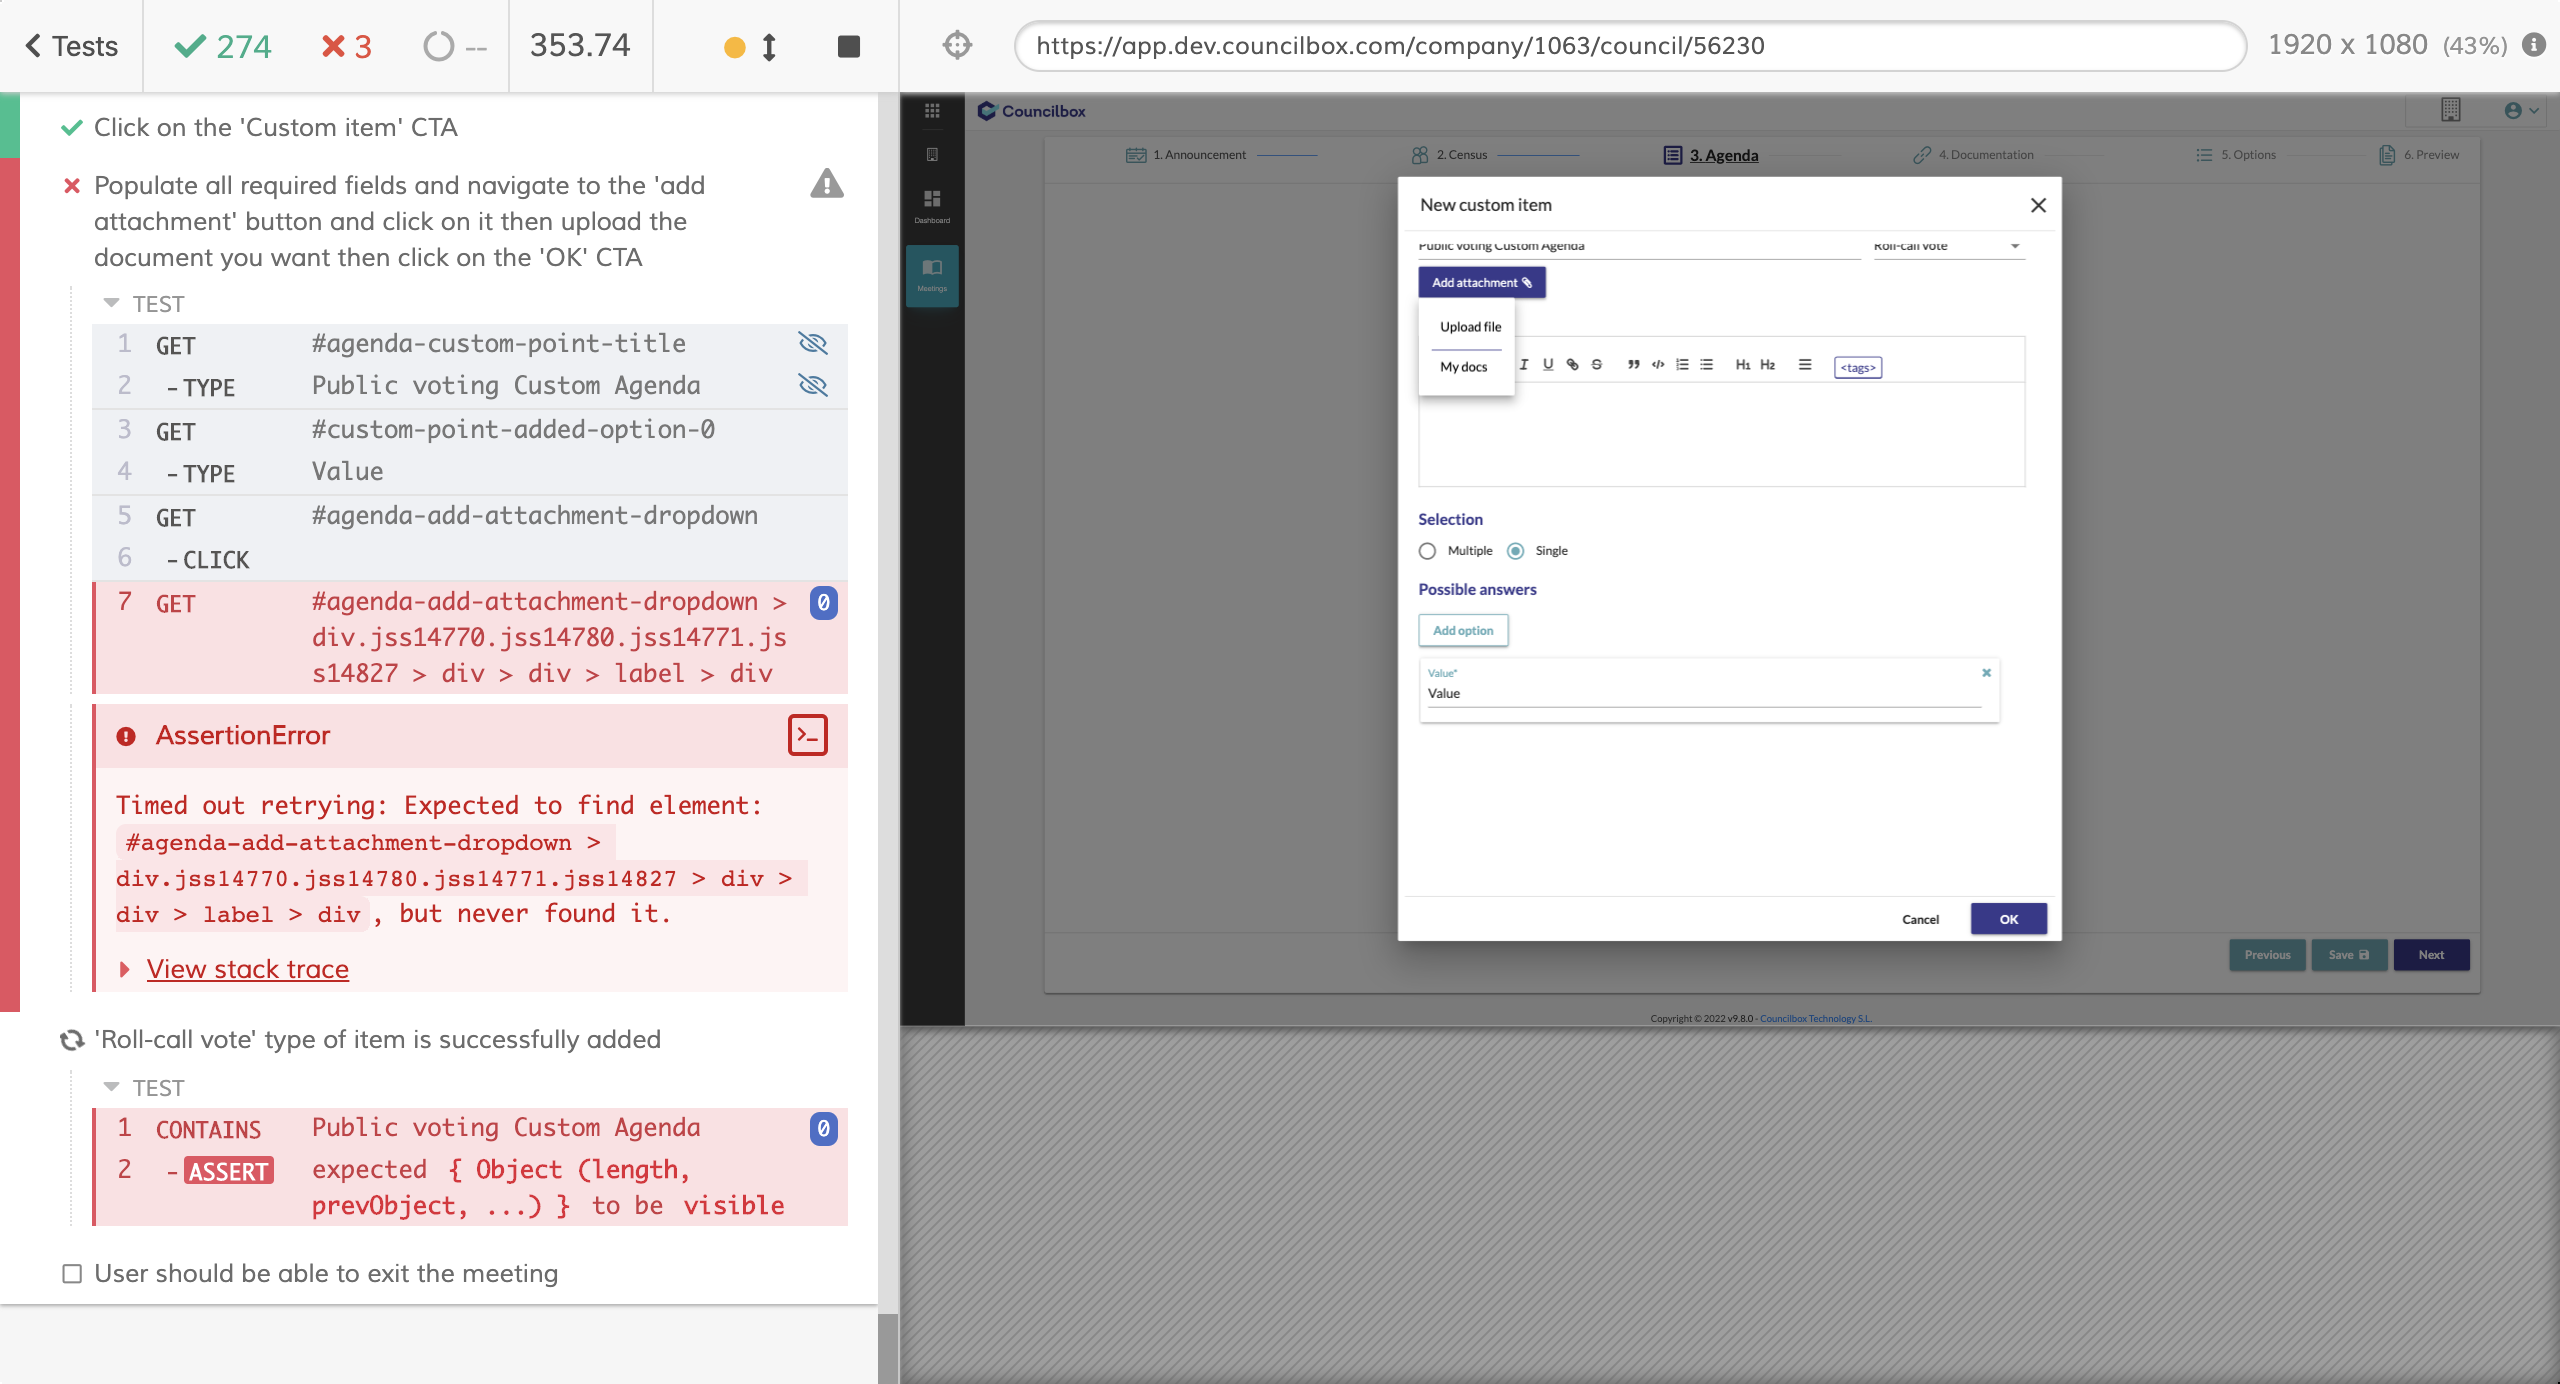 Tests
274
3
--
353.74
https://app.dev.councilbox.com/company/1063/council/56230
1920 x 1080 (43%)
Click on the 'Custom item' CTA
Populate all required fields and navigate to the 'add
attachment' button and click on it then upload the
document you want then click on the 'OK' CTA
TEST
1 GET #agenda-custom-point-title
2 -TYPE Public voting Custom Agenda
3 GET #custom-point-added-option-0
4 -TYPE Value
5 GET #agenda-add-attachment-dropdown
6 -CLICK
7 GET #agenda-add-attachment-dropdown > 0
div.jss14770.jss14780.jss14771.js
s14827 > div > div > label > div
AssertionError
>_
Timed out retrying: Expected to find element:
#agenda-add-attachment-dropdown >
div.jss14770.jss14780.jss14771.jss14827 > div >
div > label > div, but never found it.
View stack trace
'Roll-call vote' type of item is successfully added
TEST
1 CONTAINS Public voting Custom Agenda 0
2 -ASSERT expected { Object (length,
prevObject, ...) } to be visible
User should be able to exit the meeting
Councilbox
Dashboard
Meetings
1. Announcement
2. Census
3. Agenda
4. Documentation
5. Options
6. Preview
New custom item
Public voting Custom Agenda
Roll-call vote
Add attachment
Upload file
My docs
I U S H1 H2 <tags>
Selection
Multiple
Single
Possible answers
Add option
Value*
Value
Cancel
OK
Previous
Save
Next
Copyright © 2022 v9.8.0 - Councilbox Technology S.L.